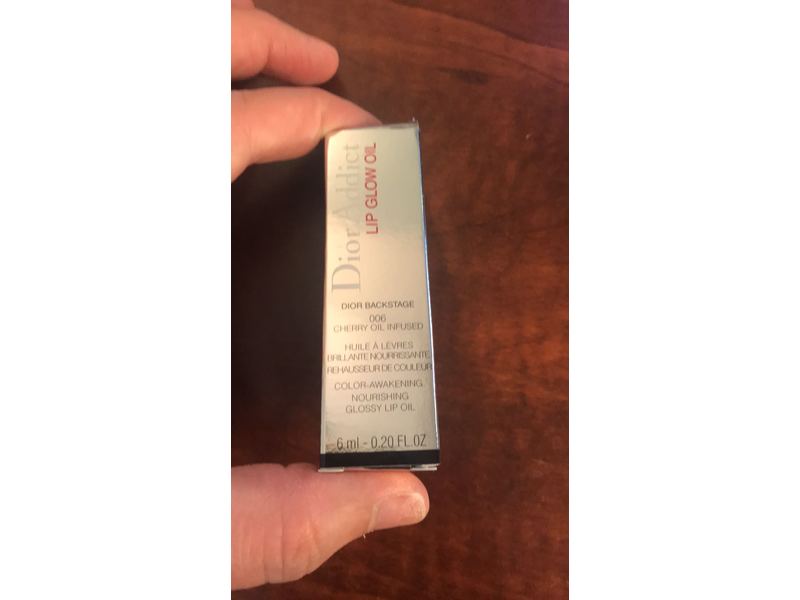 Dior Addict
LIP GLOW OIL
DIOR BACKSTAGE
006
CHERRY OIL INFUSED
HUILE À LÈVRES
BRILLANTE NOURRISSANTE
REHAUSSEUR DE COULEUR
COLOR-AWAKENING
NOURISHING
GLOSSY LIP OIL
6 ml - 0.20 FL.OZ